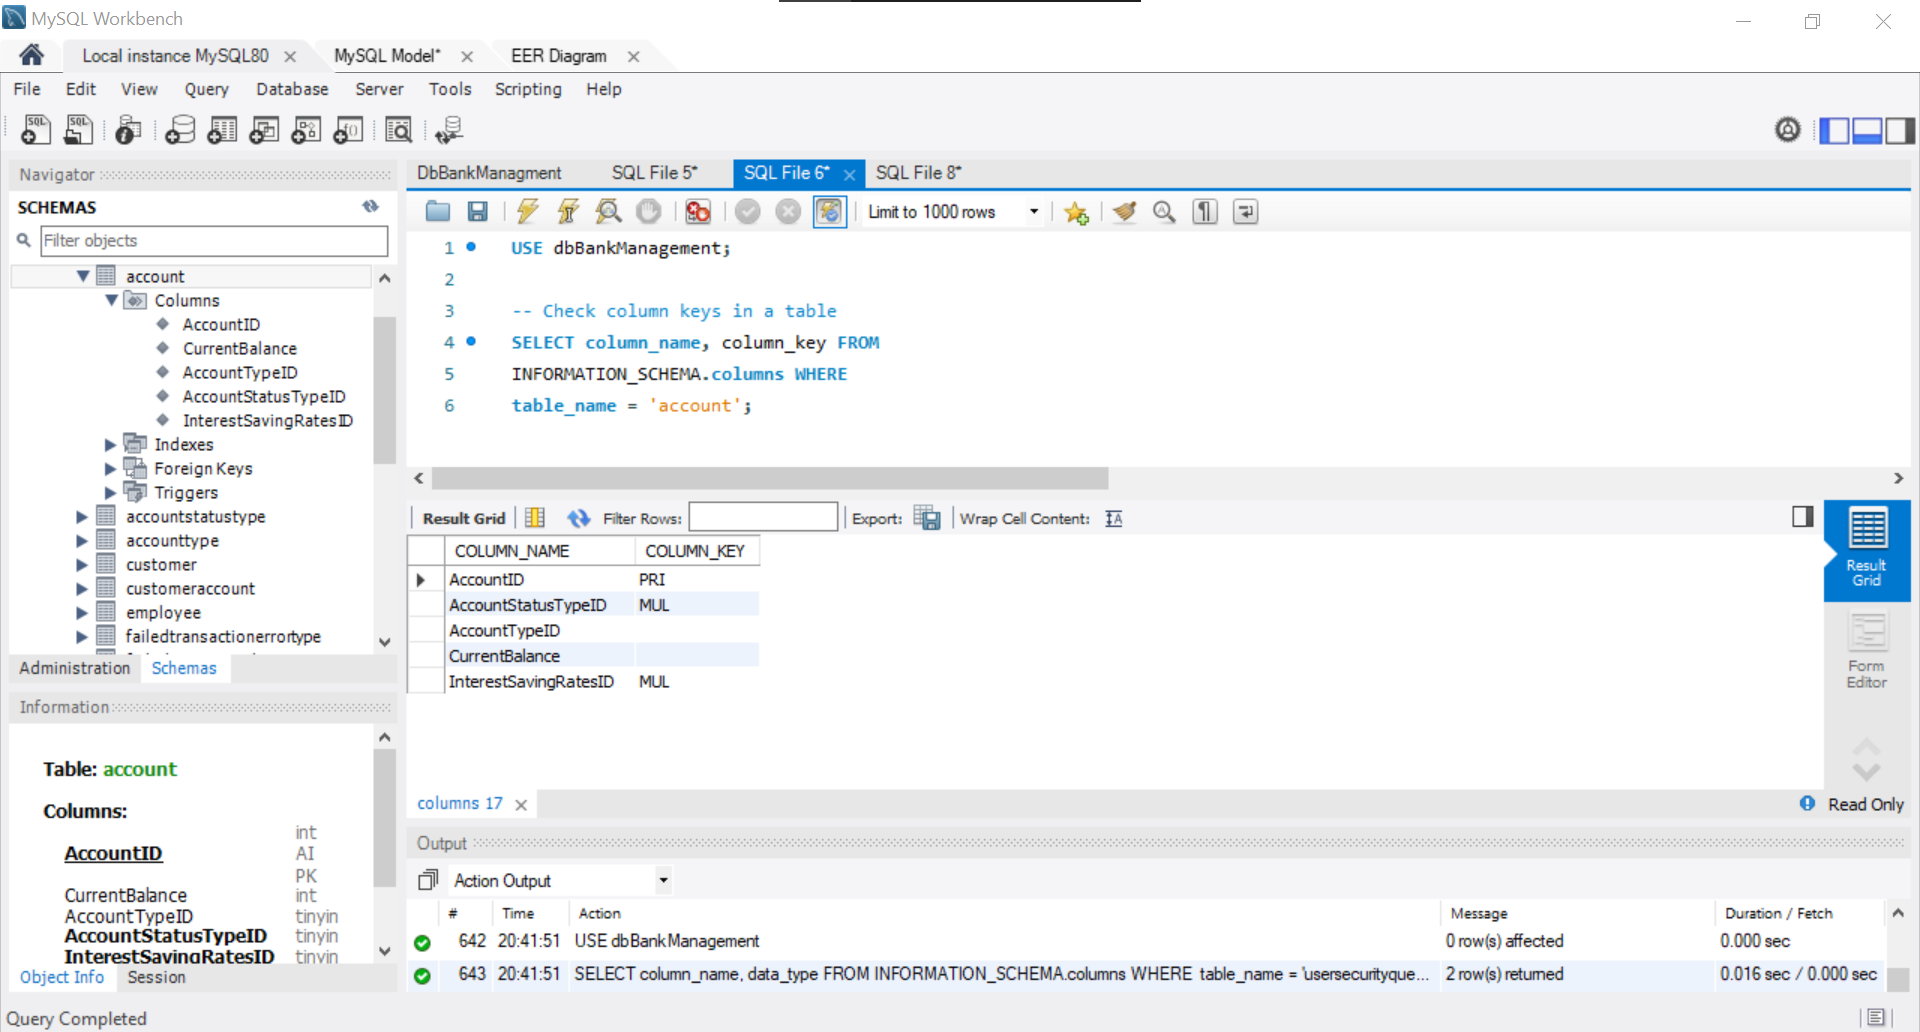 MySQL Workbench
Local instance MySQL80
MySQL Model*
EER Diagram
File Edit View Query Database Server Tools Scripting Help
Navigator
SCHEMAS
Filter objects
account
Columns
AccountID
CurrentBalance
AccountTypeID
AccountStatusTypeID
InterestSavingRatesID
Indexes
Foreign Keys
Triggers
accountstatustype
accounttype
customer
customeraccount
employee
failedtransactionerrortype
Administration Schemas
Information
Table: account
Columns:
AccountID int AI PK
CurrentBalance int
AccountTypeID tinyin
AccountStatusTypeID tinyin
InterestSavingRatesID tinyin
Object Info Session
Query Completed
DbBankManagment SQL File 5* SQL File 6* SQL File 8*
Limit to 1000 rows
1 USE dbBankManagement;
2
3 -- Check column keys in a table
4 SELECT column_name, column_key FROM
5 INFORMATION_SCHEMA.columns WHERE
6 table_name = 'account';
Result Grid Filter Rows: Export: Wrap Cell Content:
COLUMN_NAME COLUMN_KEY
AccountID PRI
AccountStatusTypeID MUL
AccountTypeID
CurrentBalance
InterestSavingRatesID MUL
Result Grid
Form Editor
columns 17
Read Only
Output
Action Output
# Time Action Message Duration / Fetch
642 20:41:51 USE dbBankManagement 0 row(s) affected 0.000 sec
643 20:41:51 SELECT column_name, data_type FROM INFORMATION_SCHEMA.columns WHERE table_name = 'usersecurityque... 2 row(s) returned 0.016 sec / 0.000 sec